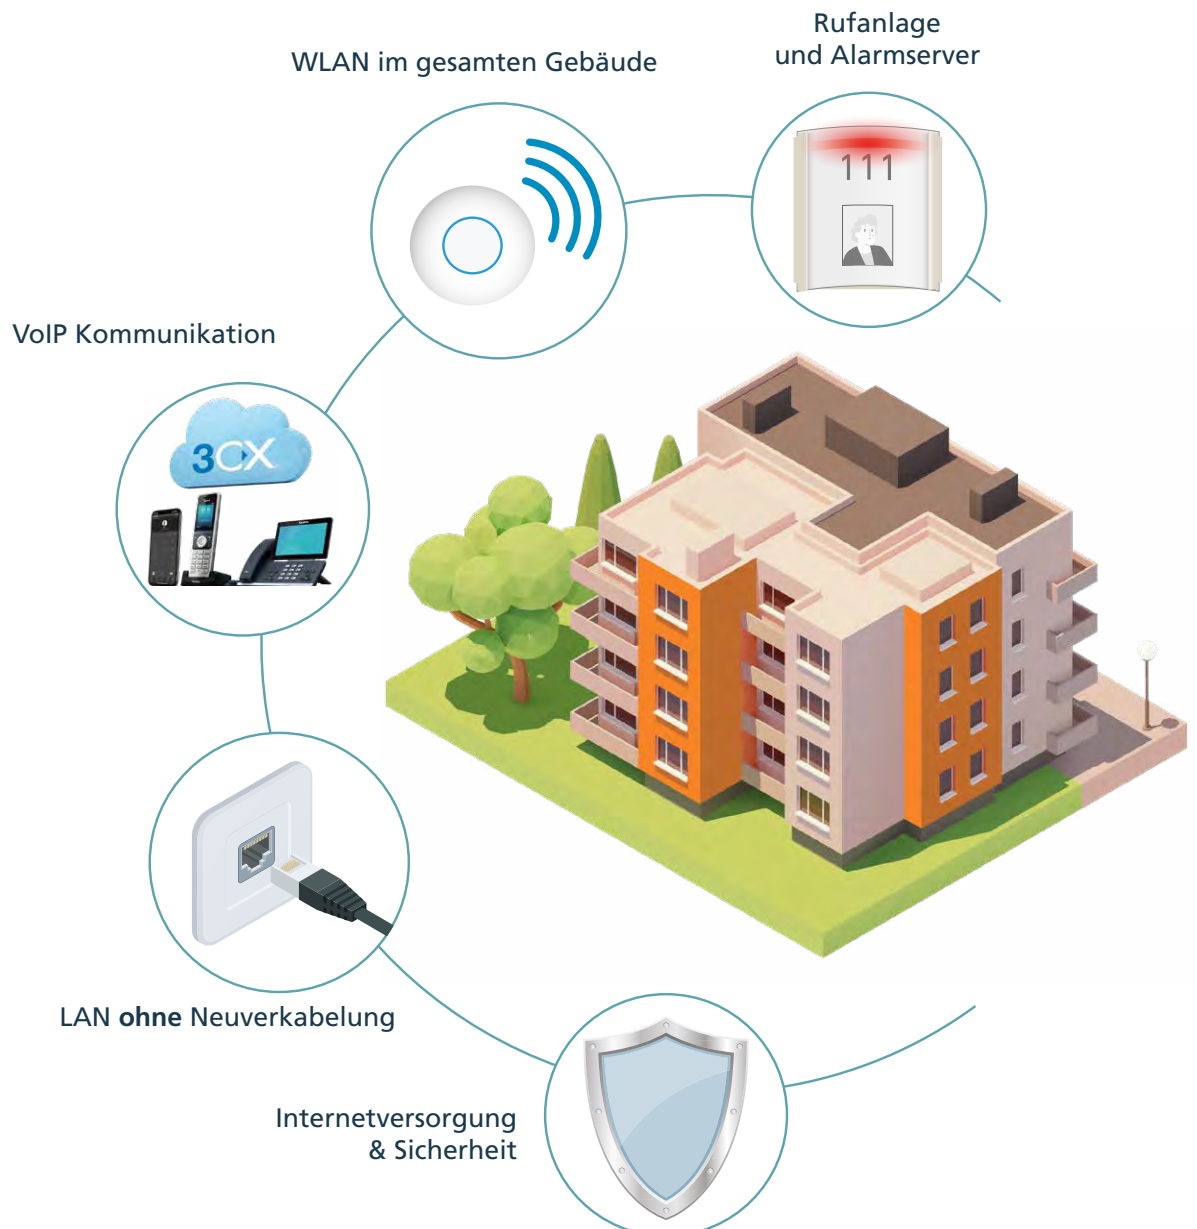 Rufanlage
und Alarmserver
WLAN im gesamten Gebäude
111
VoIP Kommunikation
3CX
LAN ohne Neuverkabelung
Internetversorgung
& Sicherheit